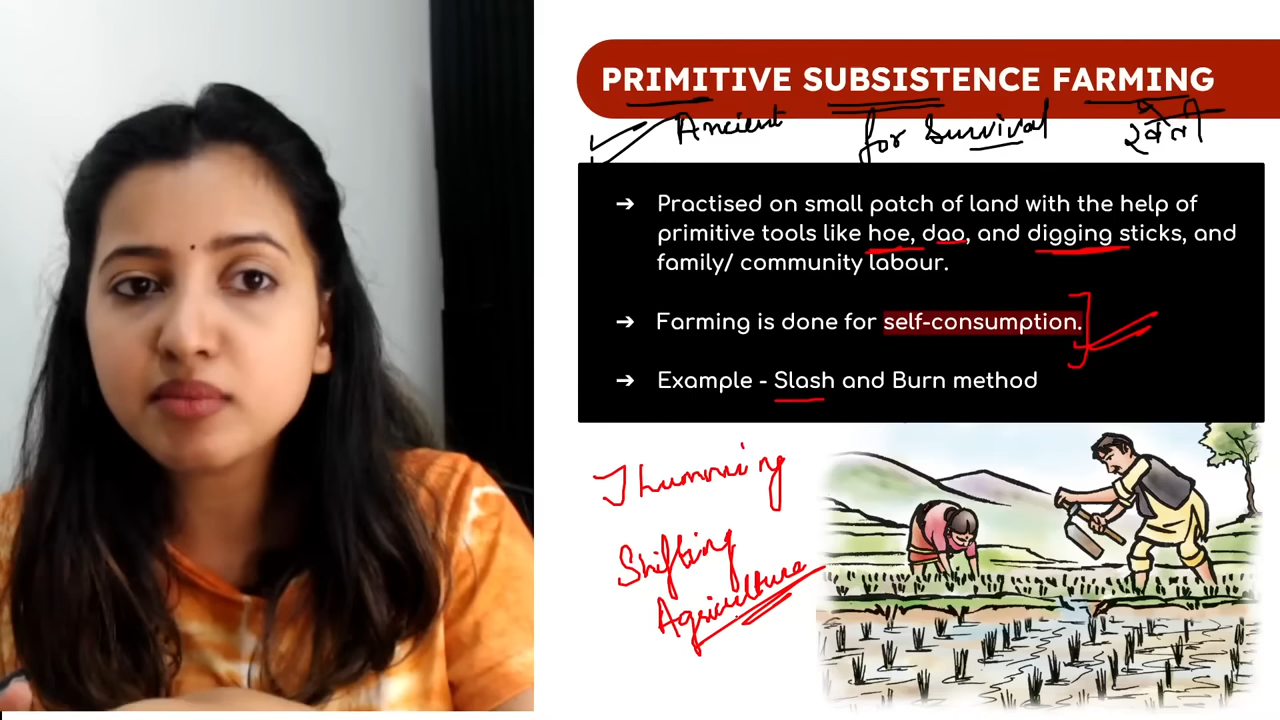 PRIMITIVE SUBSISTENCE FARMING
Ancient for Survival खेती
➔ Practised on small patch of land with the help of
primitive tools like hoe, dao, and digging sticks, and
family/ community labour.
➔ Farming is done for self-consumption.
➔ Example - Slash and Burn method
Jhumming
Shifting
Agriculture